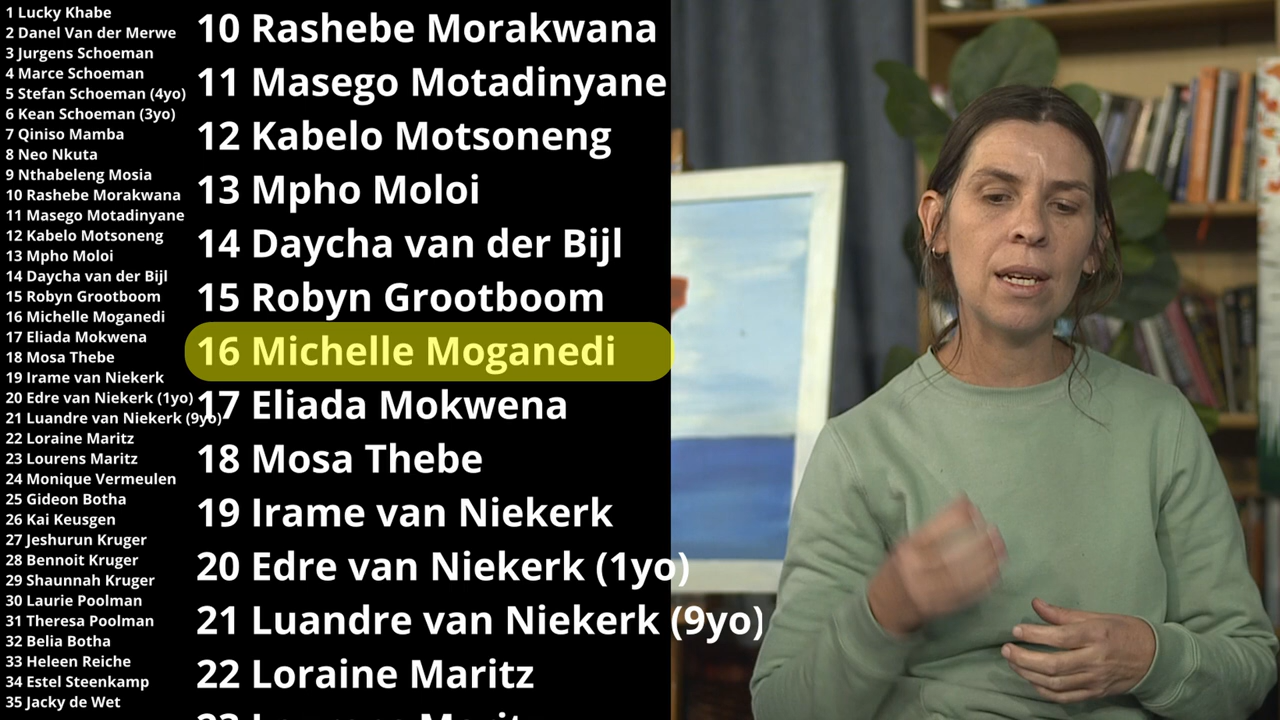 1 Lucky Khabe
2 Danel Van der Merwe
3 Jurgens Schoeman
4 Marce Schoeman
5 Stefan Schoeman (4yo)
6 Kean Schoeman (3yo)
7 Qiniso Mamba
8 Neo Nkuta
9 Nthabeleng Mosia
10 Rashebe Morakwana
11 Masego Motadinyane
12 Kabelo Motsoneng
13 Mpho Moloi
14 Daycha van der Bijl
15 Robyn Grootboom
16 Michelle Moganedi
17 Eliada Mokwena
18 Mosa Thebe
19 Irame van Niekerk
20 Edre van Niekerk (1yo)
21 Luandre van Niekerk (9yo)
22 Loraine Maritz
23 Lourens Maritz
24 Monique Vermeulen
25 Gideon Botha
26 Kai Keusgen
27 Jeshurun Kruger
28 Bennoit Kruger
29 Shaunnah Kruger
30 Laurie Poolman
31 Theresa Poolman
32 Belia Botha
33 Heleen Reiche
34 Estel Steenkamp
35 Jacky de Wet
10 Rashebe Morakwana
11 Masego Motadinyane
12 Kabelo Motsoneng
13 Mpho Moloi
14 Daycha van der Bijl
15 Robyn Grootboom
16 Michelle Moganedi
17 Eliada Mokwena
18 Mosa Thebe
19 Irame van Niekerk
20 Edre van Niekerk (1yo)
21 Luandre van Niekerk (9yo)
22 Loraine Maritz